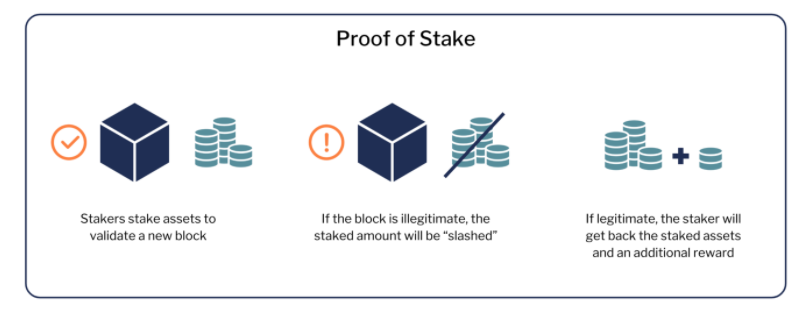 Proof of Stake
Stakers stake assets to
validate a new block
If the block is illegitimate, the
staked amount will be “slashed”
If legitimate, the staker will
get back the staked assets
and an additional reward